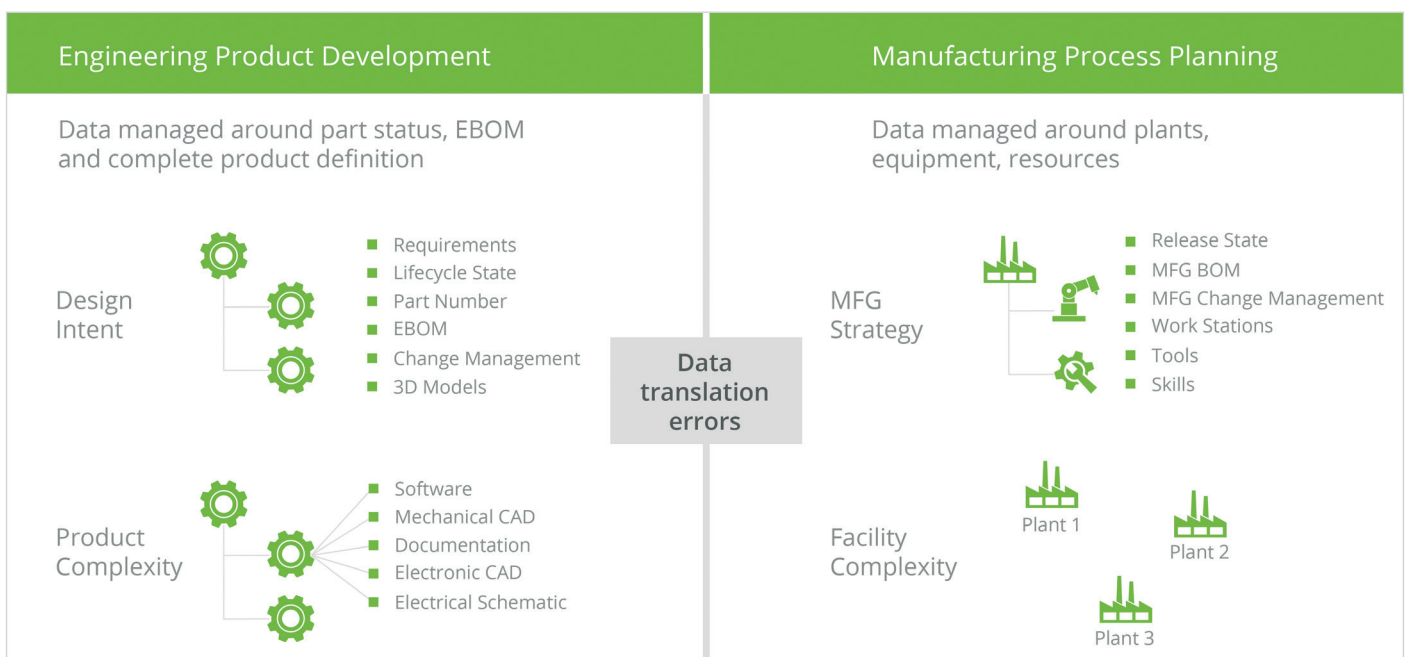 Engineering Product Development
Data managed around part status, EBOM
and complete product definition
Design
Intent
Requirements
Lifecycle State
Part Number
EBOM
Change Management
3D Models
Product
Complexity
Software
Mechanical CAD
Documentation
Electronic CAD
Electrical Schematic
Data
translation
errors
Manufacturing Process Planning
Data managed around plants,
equipment, resources
MFG
Strategy
Release State
MFG BOM
MFG Change Management
Work Stations
Tools
Skills
Facility
Complexity
Plant 1
Plant 2
Plant 3